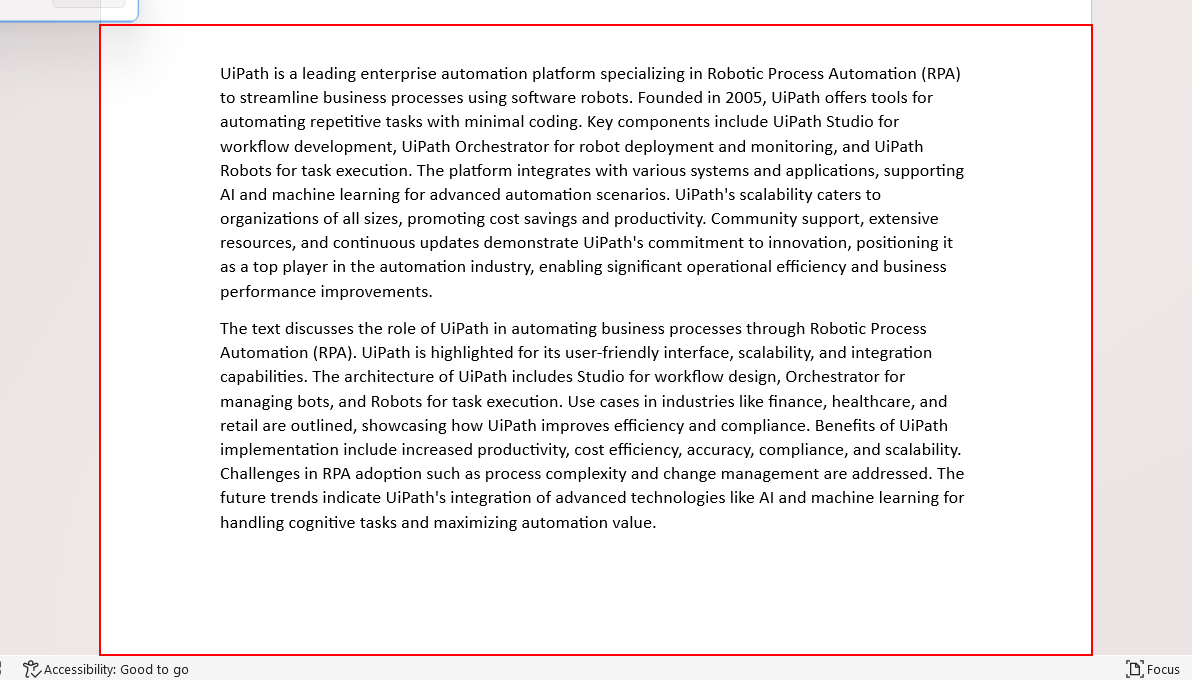 UiPath is a leading enterprise automation platform specializing in Robotic Process Automation (RPA)
to streamline business processes using software robots. Founded in 2005, UiPath offers tools for
automating repetitive tasks with minimal coding. Key components include UiPath Studio for
workflow development, UiPath Orchestrator for robot deployment and monitoring, and UiPath
Robots for task execution. The platform integrates with various systems and applications, supporting
AI and machine learning for advanced automation scenarios. UiPath's scalability caters to
organizations of all sizes, promoting cost savings and productivity. Community support, extensive
resources, and continuous updates demonstrate UiPath's commitment to innovation, positioning it
as a top player in the automation industry, enabling significant operational efficiency and business
performance improvements.
The text discusses the role of UiPath in automating business processes through Robotic Process
Automation (RPA). UiPath is highlighted for its user-friendly interface, scalability, and integration
capabilities. The architecture of UiPath includes Studio for workflow design, Orchestrator for
managing bots, and Robots for task execution. Use cases in industries like finance, healthcare, and
retail are outlined, showcasing how UiPath improves efficiency and compliance. Benefits of UiPath
implementation include increased productivity, cost efficiency, accuracy, compliance, and scalability.
Challenges in RPA adoption such as process complexity and change management are addressed. The
future trends indicate UiPath's integration of advanced technologies like AI and machine learning for
handling cognitive tasks and maximizing automation value.
Accessibility: Good to go
Focus